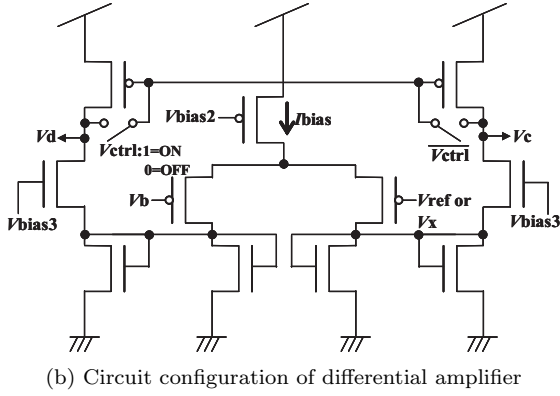 Vbias2
Ibias
Vd
Vctrl:1=ON
0=OFF
Vctrl
Vc
Vb
Vref or
Vx
Vbias3
Vbias3
(b) Circuit configuration of differential amplifier